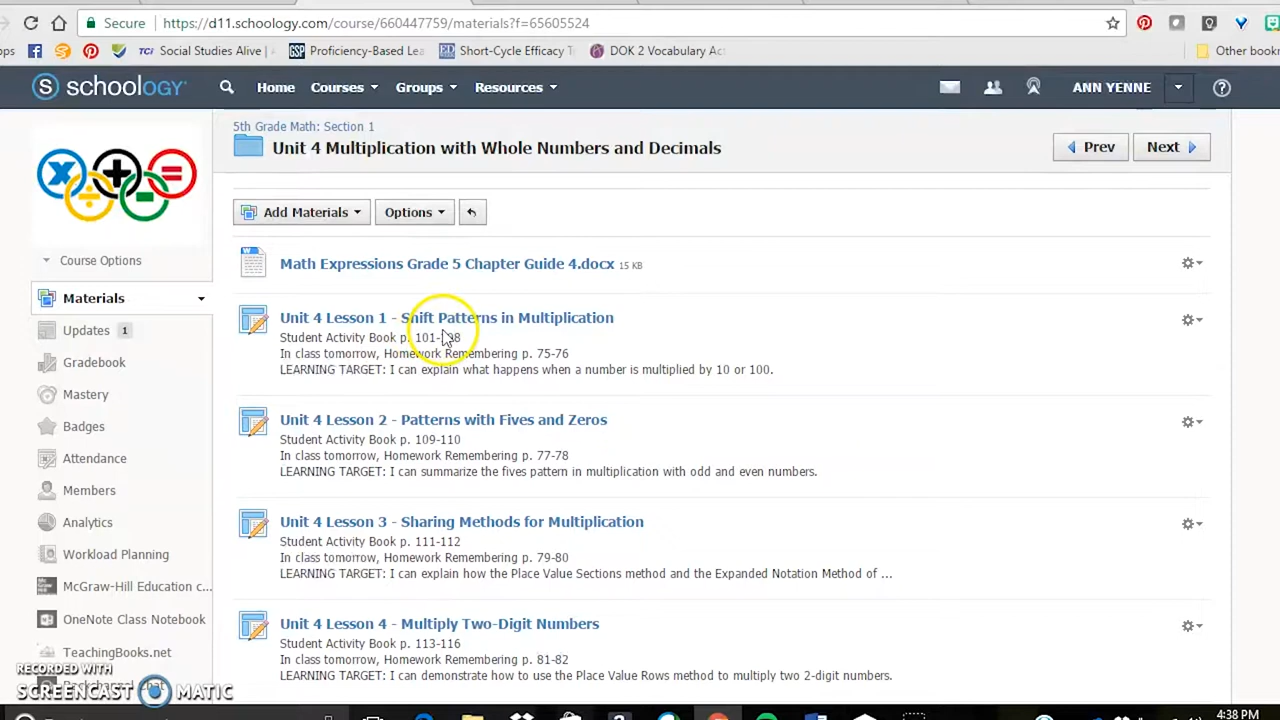 Secure https://d11.schoology.com/course/660447759/materials?f=65605524
Social Studies Alive Proficiency-Based Le Short-Cycle Efficacy T DOK 2 Vocabulary Ac Other book
schoology Home Courses Groups Resources ANN YENNE
5th Grade Math: Section 1
Unit 4 Multiplication with Whole Numbers and Decimals
Prev Next
Add Materials Options
Course Options
Materials
Updates 1
Gradebook
Mastery
Badges
Attendance
Members
Analytics
Workload Planning
McGraw-Hill Education c...
OneNote Class Notebook
TeachingBooks.net
Math Expressions Grade 5 Chapter Guide 4.docx 15 KB
Unit 4 Lesson 1 - Shift Patterns in Multiplication
Student Activity Book p. 101-
In class tomorrow, Homework Remembering p. 75-76
LEARNING TARGET: I can explain what happens when a number is multiplied by 10 or 100.
Unit 4 Lesson 2 - Patterns with Fives and Zeros
Student Activity Book p. 109-110
In class tomorrow, Homework Remembering p. 77-78
LEARNING TARGET: I can summarize the fives pattern in multiplication with odd and even numbers.
Unit 4 Lesson 3 - Sharing Methods for Multiplication
Student Activity Book p. 111-112
In class tomorrow, Homework Remembering p. 79-80
LEARNING TARGET: I can explain how the Place Value Sections method and the Expanded Notation Method of ...
Unit 4 Lesson 4 - Multiply Two-Digit Numbers
Student Activity Book p. 113-116
In class tomorrow, Homework Remembering p. 81-82
LEARNING TARGET: I can demonstrate how to use the Place Value Rows method to multiply two 2-digit numbers.
RECORDED WITH
SCREENCAST MATIC
4:38 PM